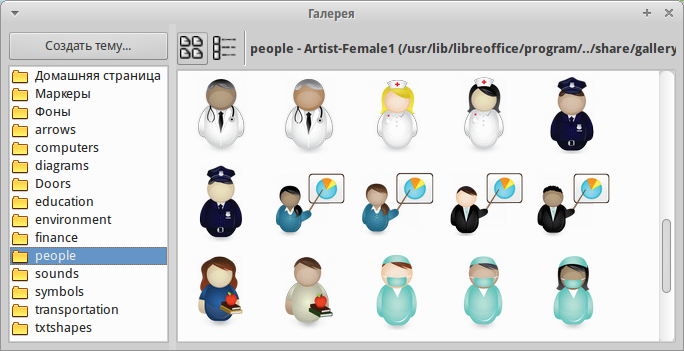 Галерея
Создать тему...
people - Artist-Female1 (/usr/lib/libreoffice/program/../share/gallery
Домашняя страница
Маркеры
Фоны
arrows
computers
diagrams
Doors
education
environment
finance
people
sounds
symbols
transportation
txtshapes